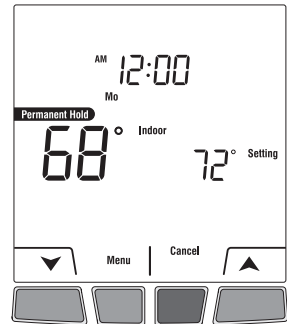 AM 12:00
Mo
Permanent Hold
68° Indoor
72° Setting
Menu Cancel